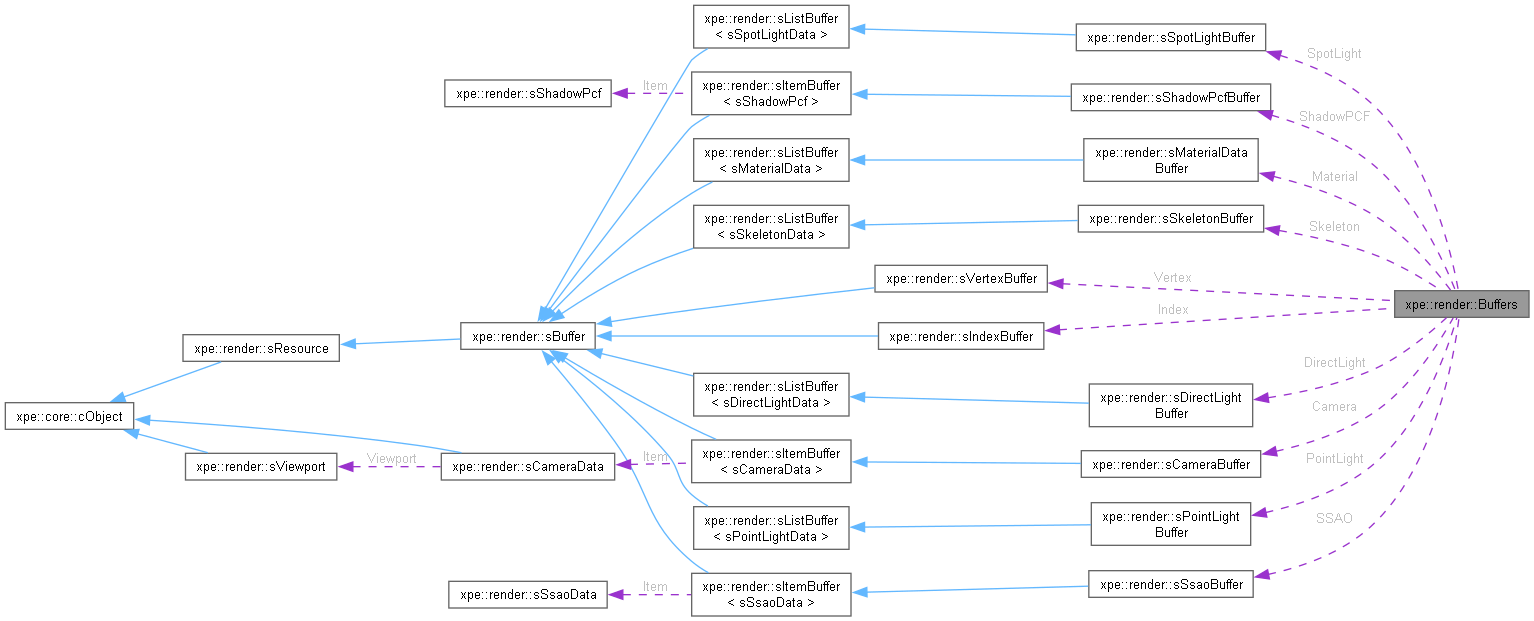 xpe::render::sListBuffer
< sSpotLightData >
xpe::render::sSpotLightBuffer
SpotLight
xpe::render::sShadowPcf
Item
xpe::render::sItemBuffer
< sShadowPcf >
xpe::render::sShadowPcfBuffer
ShadowPCF
xpe::render::sListBuffer
< sMaterialData >
xpe::render::sMaterialData
Buffer
Material
xpe::render::sListBuffer
< sSkeletonData >
xpe::render::sSkeletonBuffer
Skeleton
xpe::render::sVertexBuffer
Vertex
xpe::render::Buffers
Index
xpe::render::sBuffer
xpe::render::sIndexBuffer
xpe::render::sResource
xpe::render::sListBuffer
< sDirectLightData >
xpe::render::sDirectLight
Buffer
DirectLight
xpe::core::cObject
Camera
xpe::render::sViewport
Viewport
xpe::render::sCameraData
Item
xpe::render::sItemBuffer
< sCameraData >
xpe::render::sCameraBuffer
PointLight
xpe::render::sListBuffer
< sPointLightData >
xpe::render::sPointLight
Buffer
SSAO
xpe::render::sSsaoData
Item
xpe::render::sItemBuffer
< sSsaoData >
xpe::render::sSsaoBuffer